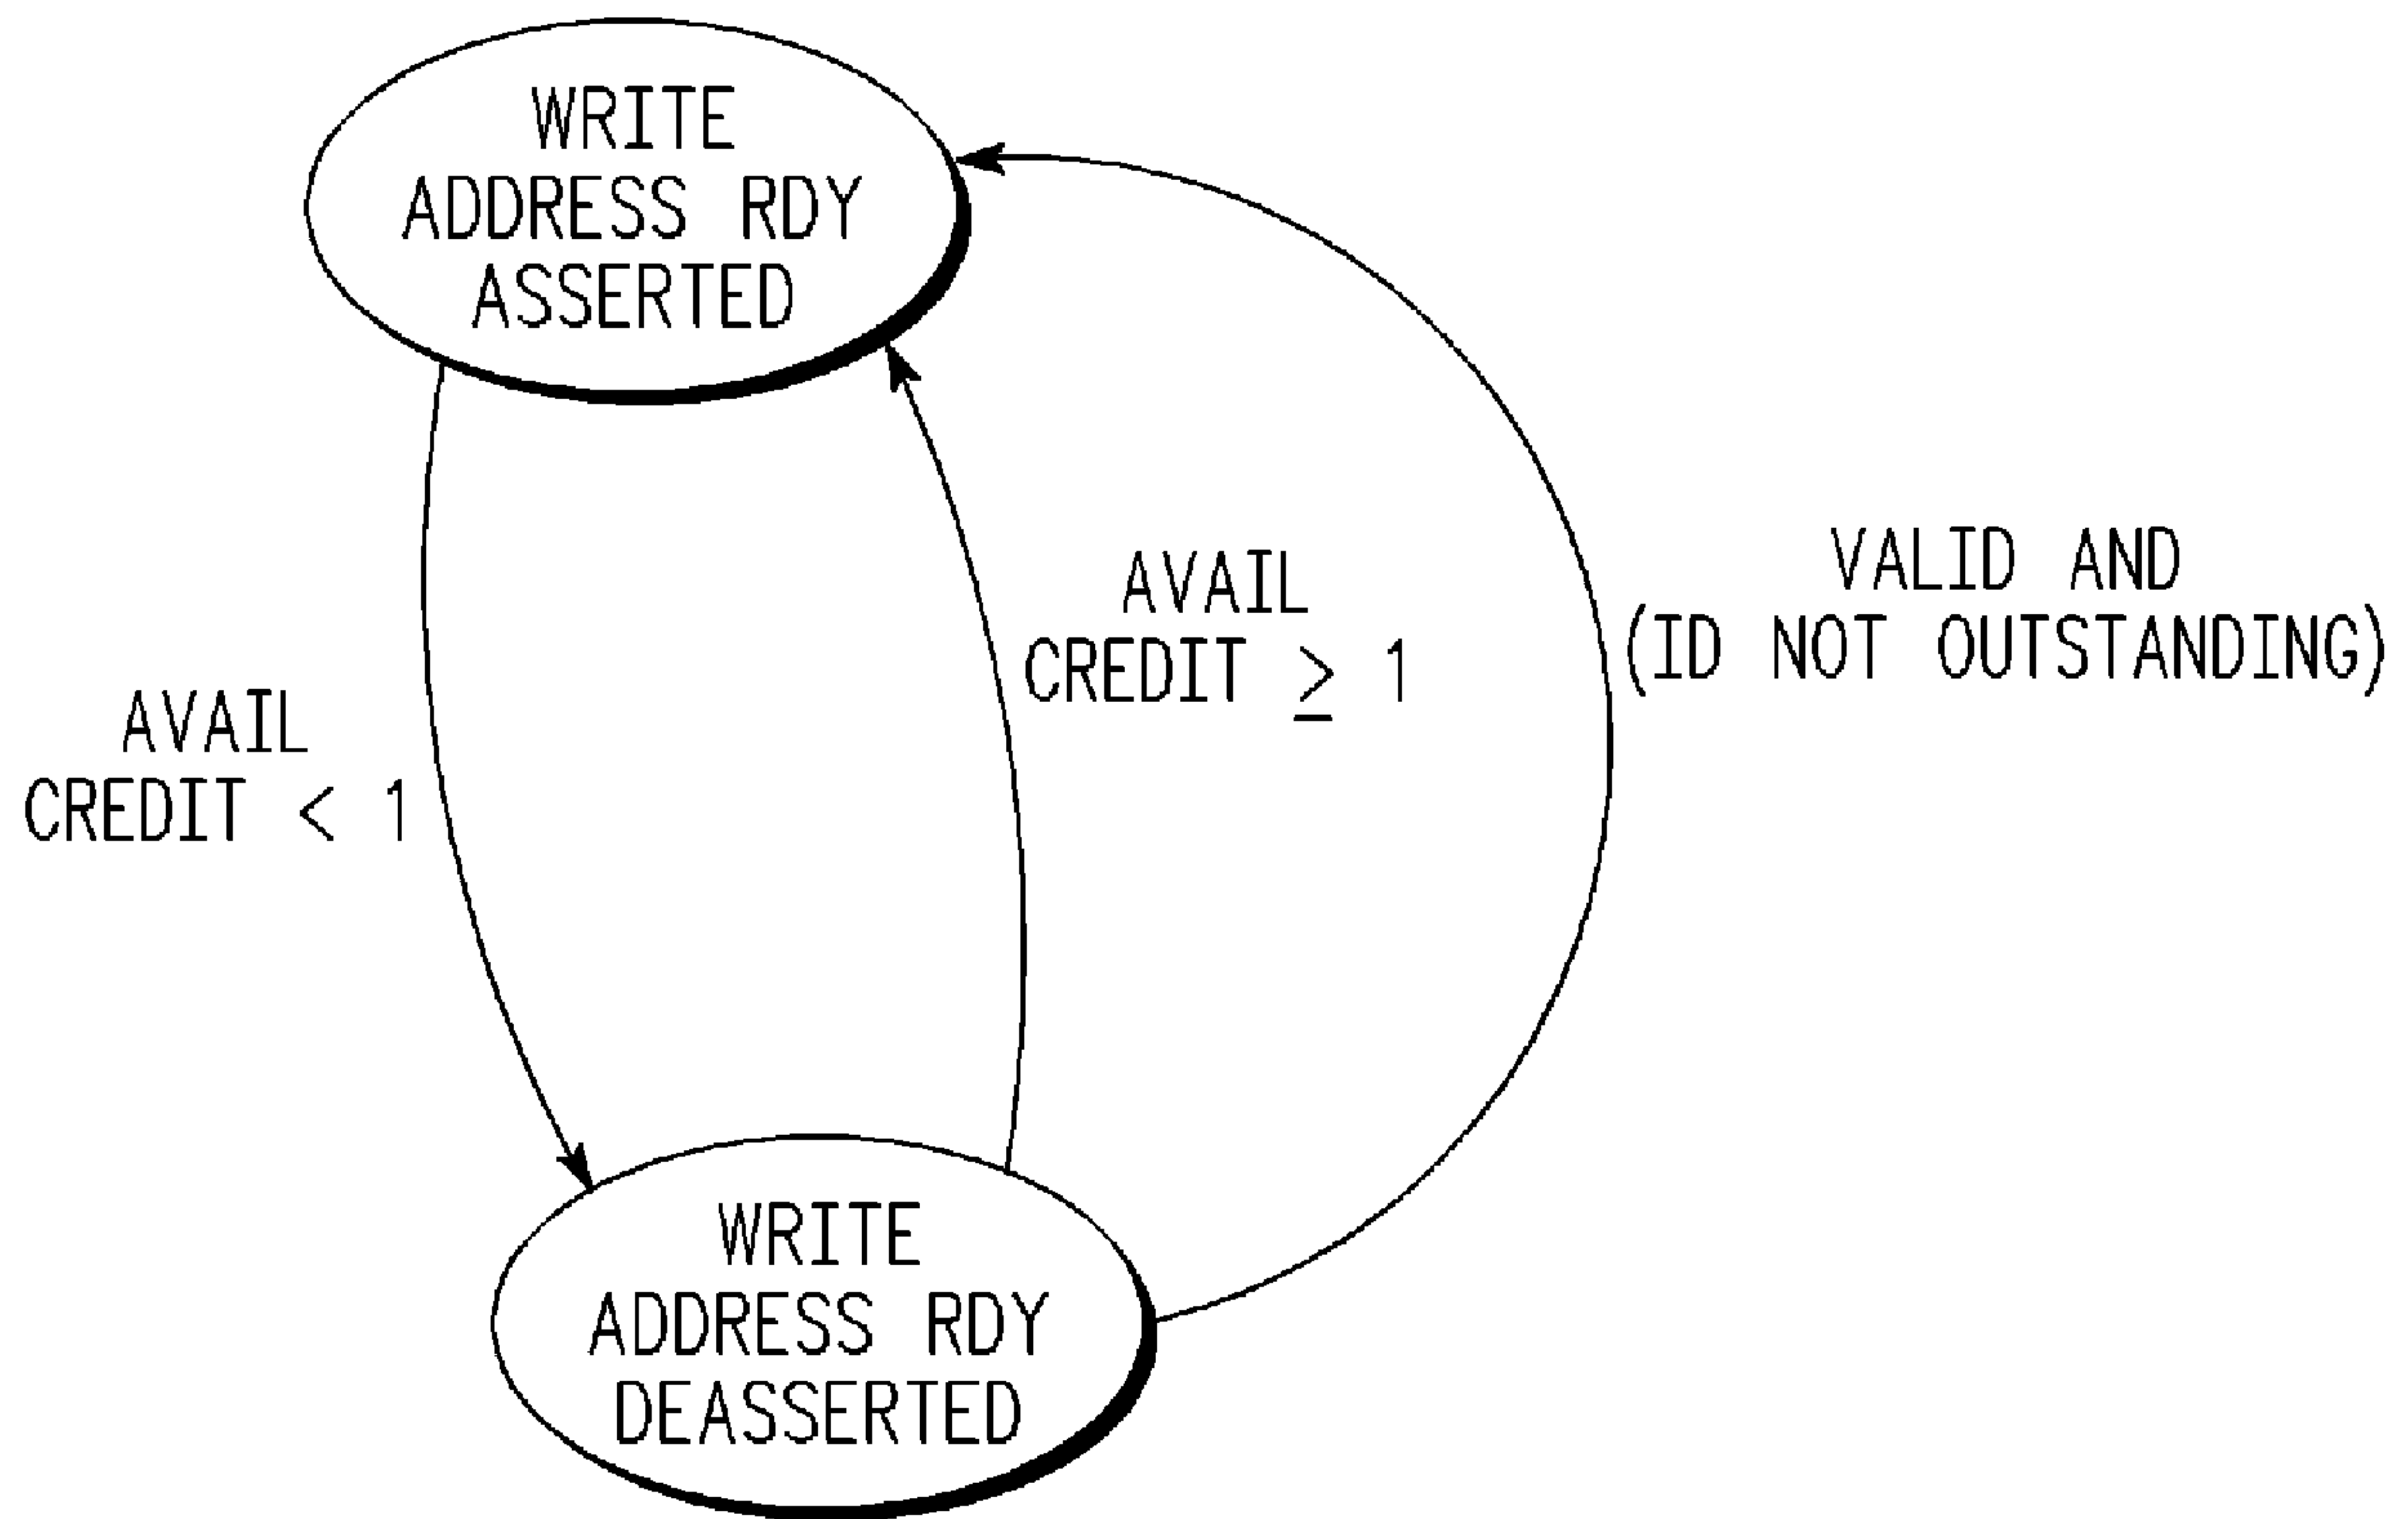 WRITE
ADDRESS RDY
ASSERTED
VALID AND
(ID NOT OUTSTANDING)
AVAIL
CREDIT ≥ 1
AVAIL
CREDIT < 1
WRITE
ADDRESS RDY
DEASSERTED